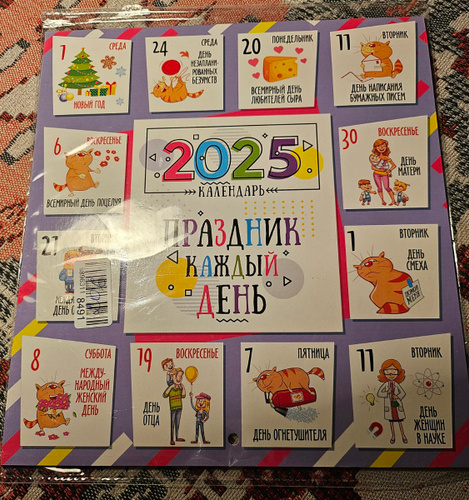 1
СРЕДА
НОВЫЙ ГОД
24
СРЕДА
ДЕНЬ
НЕЗАПЛАНИ-
РОВАННЫХ
БЕЗУМСТВ
20
ПОНЕДЕЛЬНИК
ВСЕМИРНЫЙ ДЕНЬ
ЛЮБИТЕЛЕЙ СЫРА
11
ВТОРНИК
ДЕНЬ НАПИСАНИЯ
БУМАЖНЫХ ПИСЕМ
6
ВОСКРЕСЕНЬЕ
ВСЕМИРНЫЙ ДЕНЬ ПОЦЕЛУЯ
2025
КАЛЕНДАРЬ
ПРАЗДНИК
КАЖДЫЙ
ДЕНЬ
30
ВОСКРЕСЕНЬЕ
ДЕНЬ
МАТЕРИ
1
ВТОРНИК
ДЕНЬ
СМЕХА
8
СУББОТА
МЕЖДУ-
НАРОДНЫЙ
ЖЕНСКИЙ
ДЕНЬ
19
ВОСКРЕСЕНЬЕ
ДЕНЬ
ОТЦА
7
ПЯТНИЦА
ДЕНЬ ОГНЕТУШИТЕЛЯ
11
ВТОРНИК
ДЕНЬ
ЖЕНЩИН
В НАУКЕ